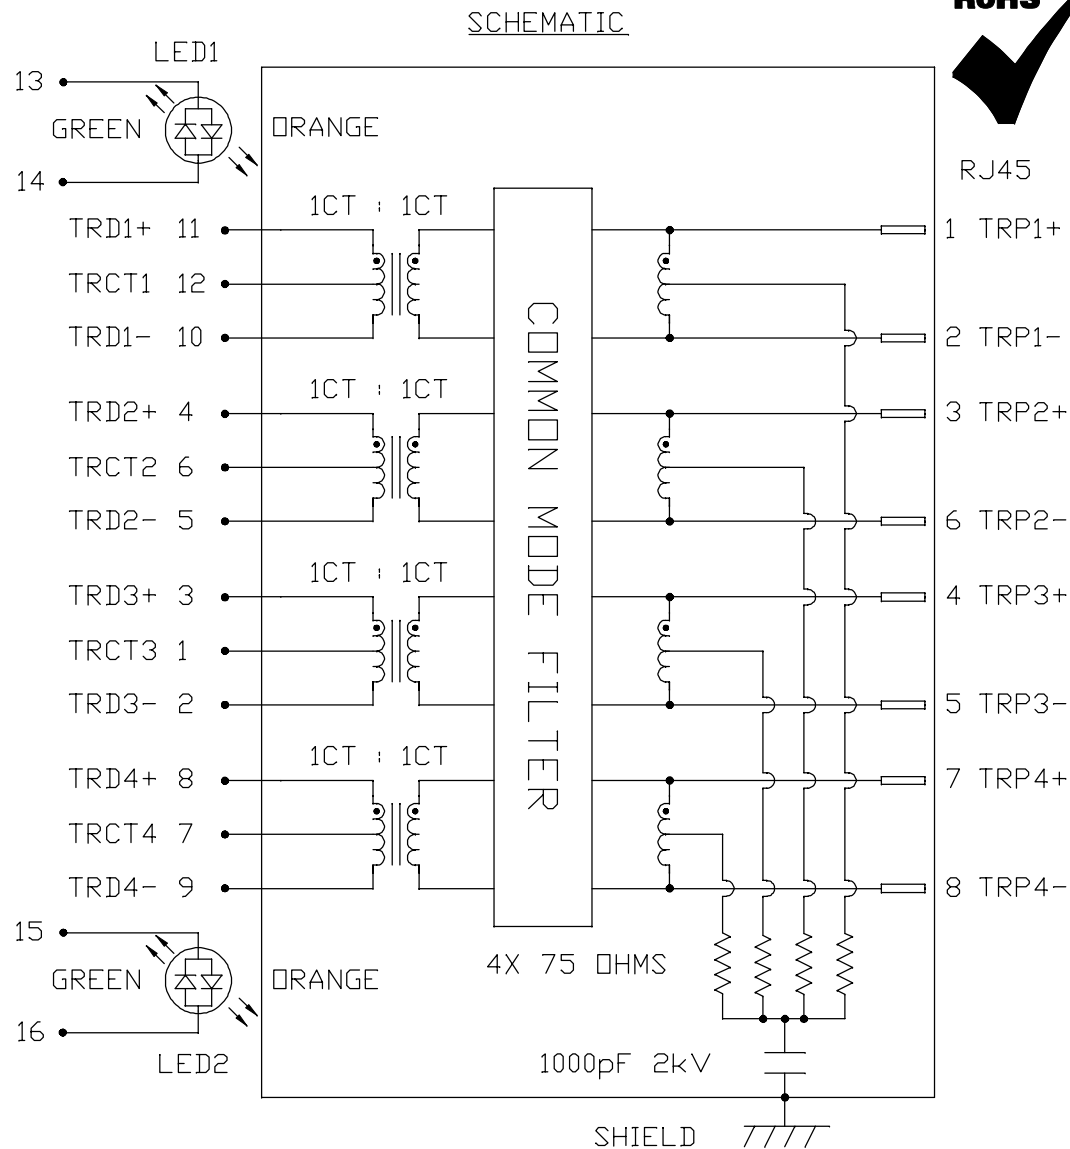 SCHEMATIC
RoHS
LED1
13
GREEN
ORANGE
14
RJ45
1CT : 1CT
TRD1+ 11
1 TRP1+
TRCT1 12
TRD1- 10
2 TRP1-
1CT : 1CT
TRD2+ 4
3 TRP2+
TRCT2 6
TRD2- 5
6 TRP2-
1CT : 1CT
TRD3+ 3
4 TRP3+
TRCT3 1
TRD3- 2
5 TRP3-
1CT : 1CT
TRD4+ 8
7 TRP4+
TRCT4 7
TRD4- 9
8 TRP4-
COMMON MODE FILTER
15
GREEN
ORANGE
16
LED2
4X 75 OHMS
1000pF 2kV
SHIELD